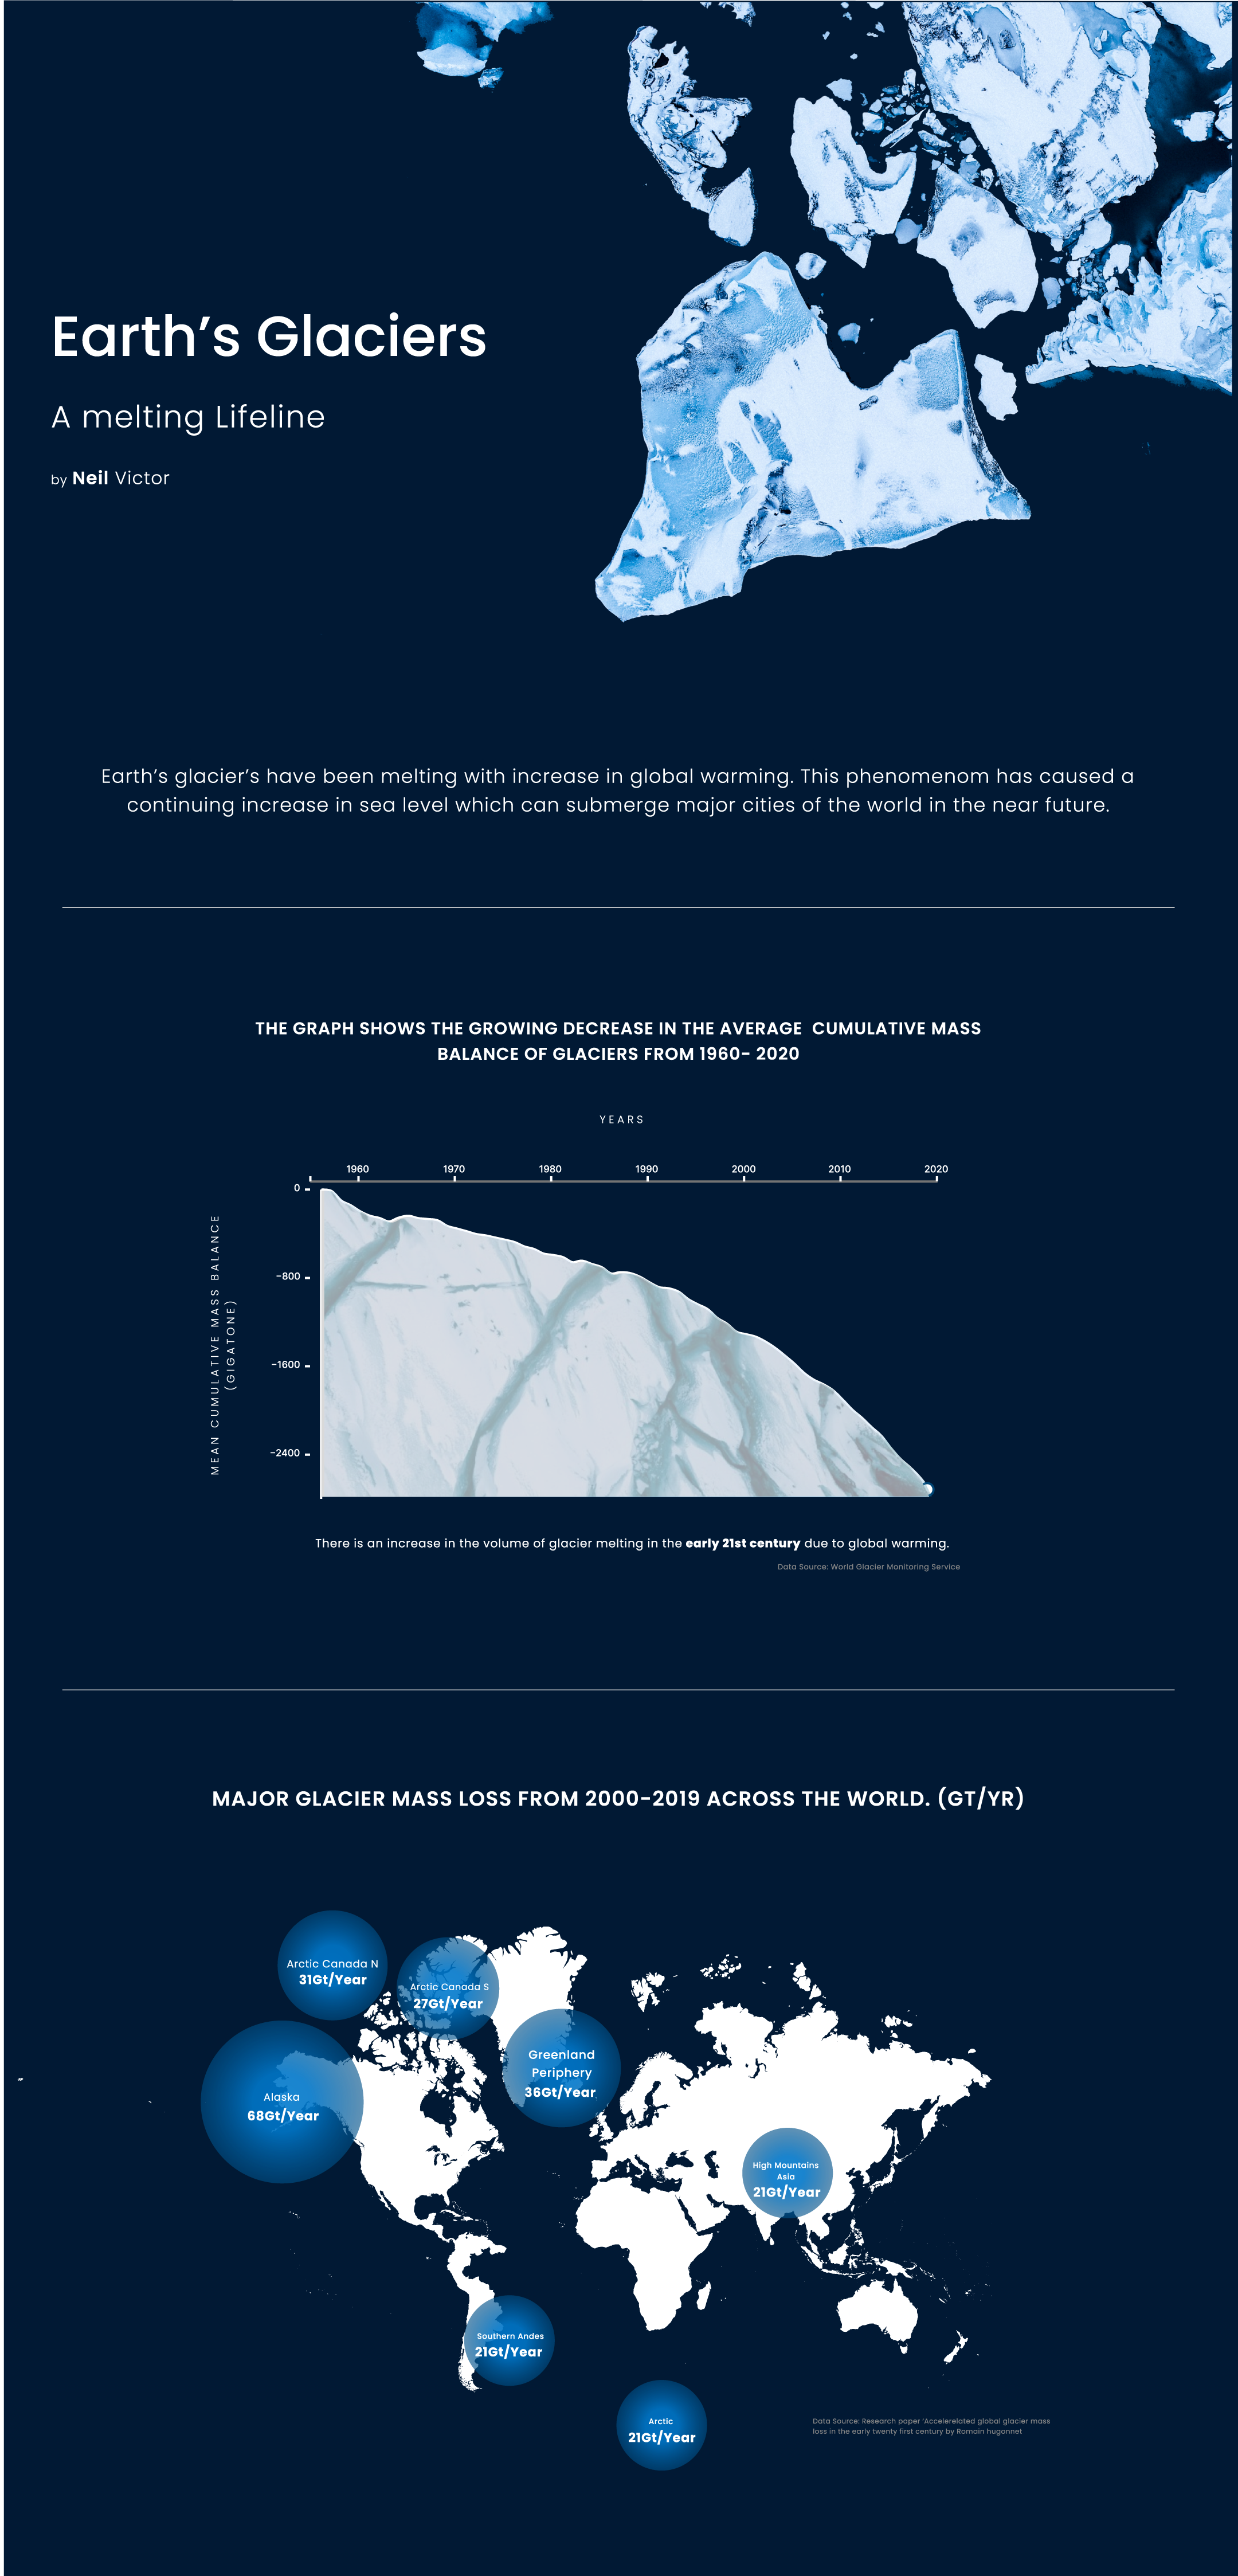 Earth’s Glaciers
A melting Lifeline
by Neil Victor
Earth’s glacier’s have been melting with increase in global warming. This phenomenom has caused a
continuing increase in sea level which can submerge major cities of the world in the near future.
THE GRAPH SHOWS THE GROWING DECREASE IN THE AVERAGE  CUMULATIVE MASS
BALANCE OF GLACIERS FROM 1960- 2020
YEARS
1960 1970 1980 1990 2000 2010 2020
0
-800
-1600
-2400
MEAN CUMULATIVE MASS BALANCE
(GIGATONE)
There is an increase in the volume of glacier melting in the early 21st century due to global warming.
Data Source: World Glacier Monitoring Service
MAJOR GLACIER MASS LOSS FROM 2000-2019 ACROSS THE WORLD. (GT/YR)
Arctic Canada N
31Gt/Year
Arctic Canada S
27Gt/Year
Greenland
Periphery
36Gt/Year
Alaska
68Gt/Year
High Mountains
Asia
21Gt/Year
Southern Andes
21Gt/Year
Arctic
21Gt/Year
Data Source: Research paper ‘Accelerelated global glacier mass
loss in the early twenty first century by Romain hugonnet